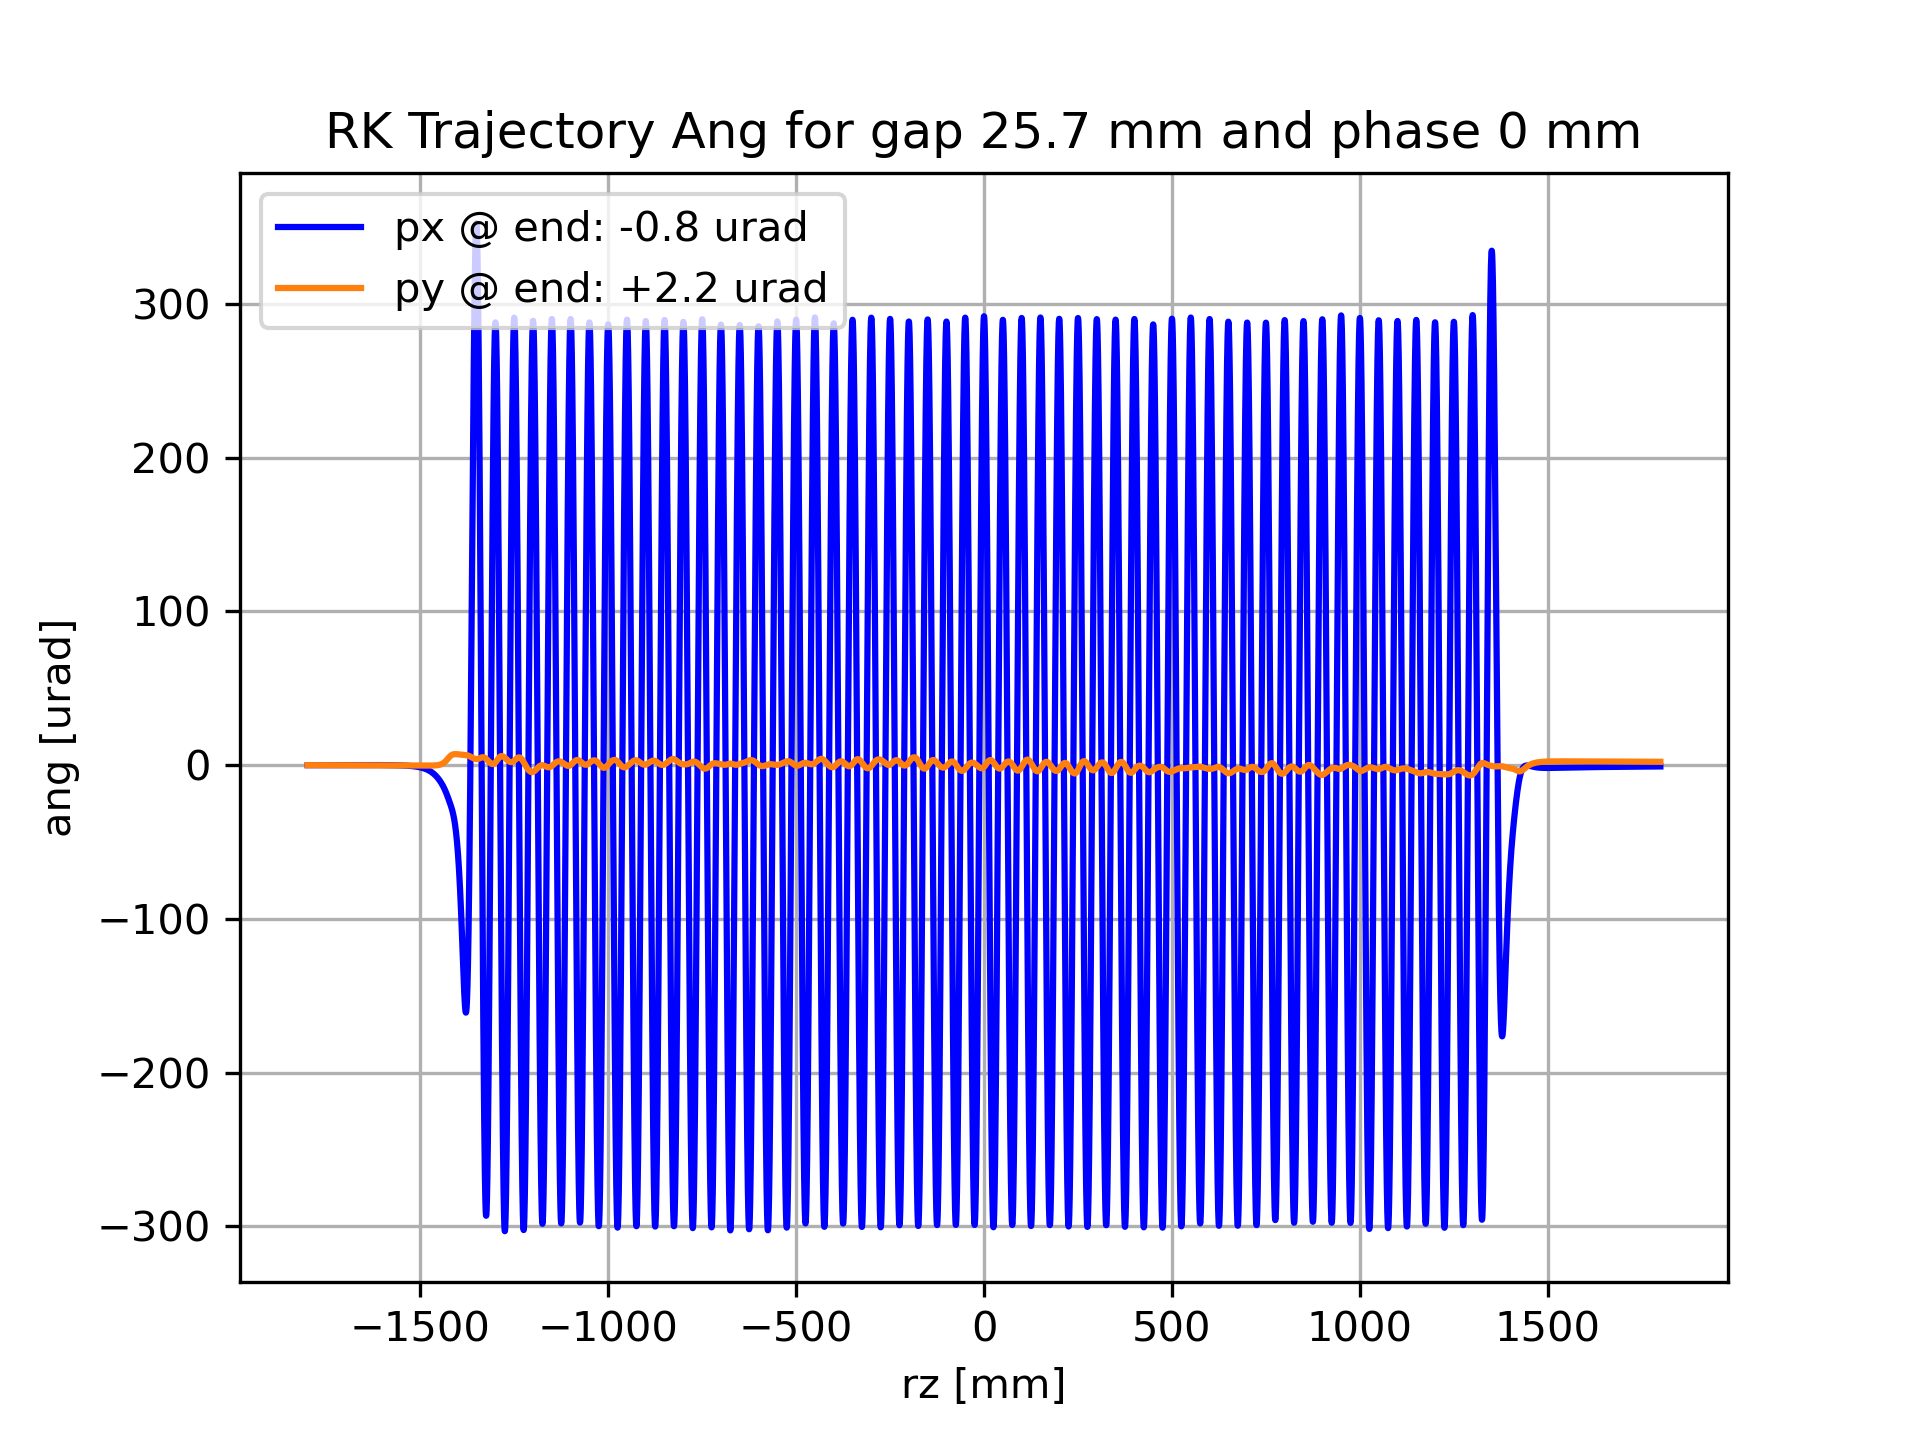 RK Trajectory Ang for gap 25.7 mm and phase 0 mm
px @ end: -0.8 urad
py @ end: +2.2 urad
300
200
100
0
−100
−200
−300
ang [urad]
−1500 −1000 −500 0 500 1000 1500
rz [mm]